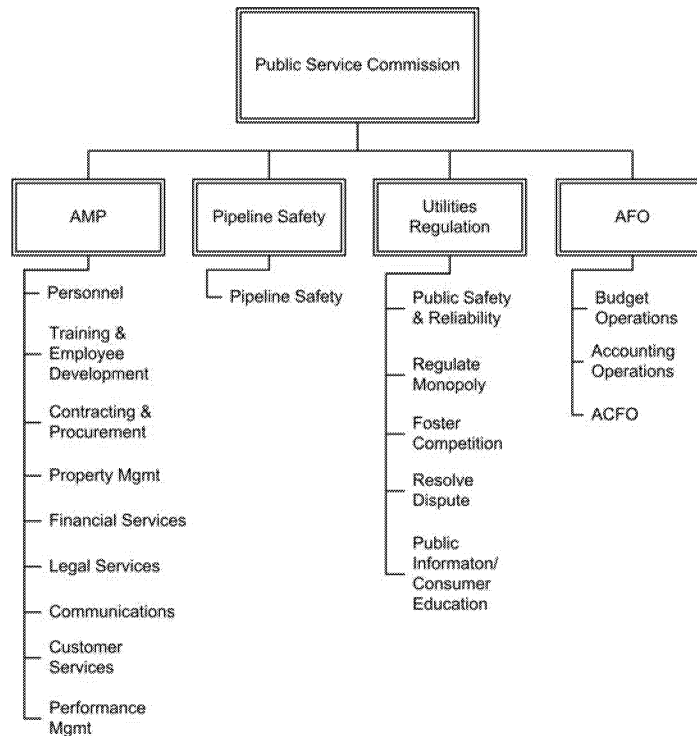 Public Service Commission
AMP
Pipeline Safety
Utilities
Regulation
AFO
Personnel
Training &
Employee
Development
Contracting &
Procurement
Property Mgmt
Financial Services
Legal Services
Communications
Customer
Services
Performance
Mgmt
Pipeline Safety
Public Safety
& Reliability
Regulate
Monopoly
Foster
Competition
Resolve
Dispute
Public
Informaton/
Consumer
Education
Budget
Operations
Accounting
Operations
ACFO